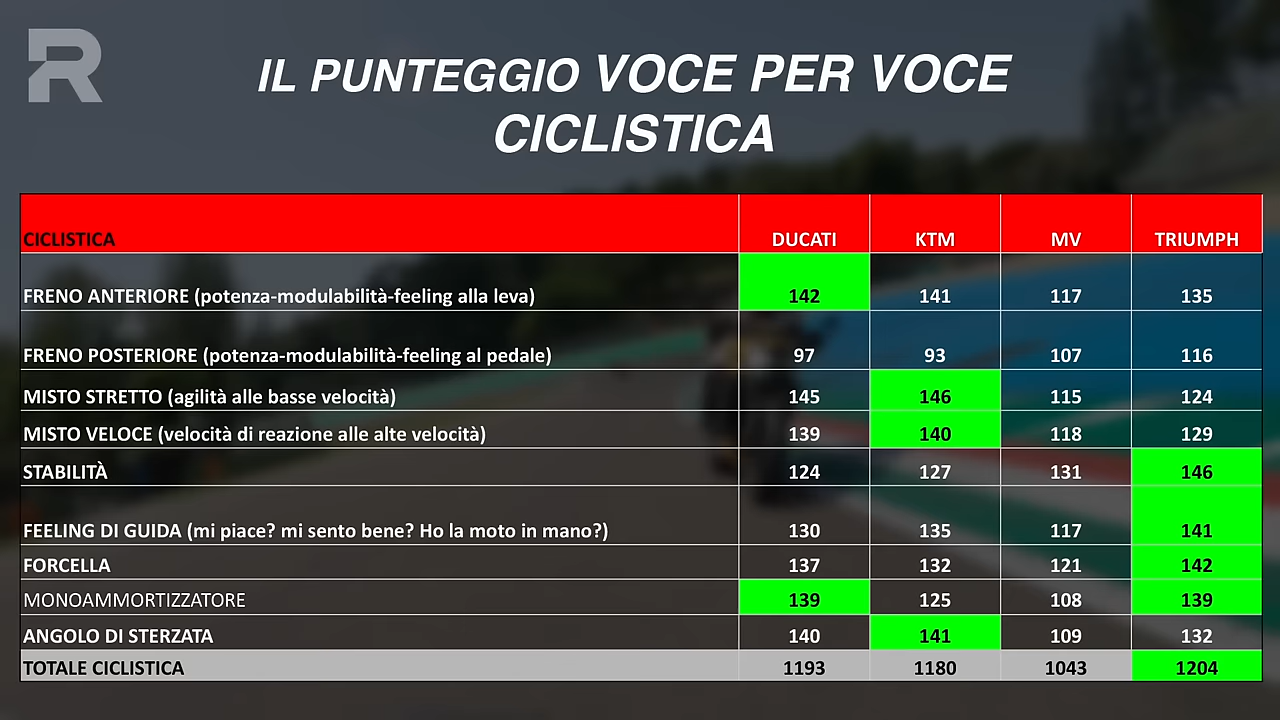 R
IL PUNTEGGIO VOCE PER VOCE
CICLISTICA
CICLISTICA DUCATI KTM MV TRIUMPH
FRENO ANTERIORE (potenza-modulabilità-feeling alla leva) 142 141 117 135
FRENO POSTERIORE (potenza-modulabilità-feeling al pedale) 97 93 107 116
MISTO STRETTO (agilità alle basse velocità) 145 146 115 124
MISTO VELOCE (velocità di reazione alle alte velocità) 139 140 118 129
STABILITÀ 124 127 131 146
FEELING DI GUIDA (mi piace? mi sento bene? Ho la moto in mano?) 130 135 117 141
FORCELLA 137 132 121 142
MONOAMMORTIZZATORE 139 125 108 139
ANGOLO DI STERZATA 140 141 109 132
TOTALE CICLISTICA 1193 1180 1043 1204